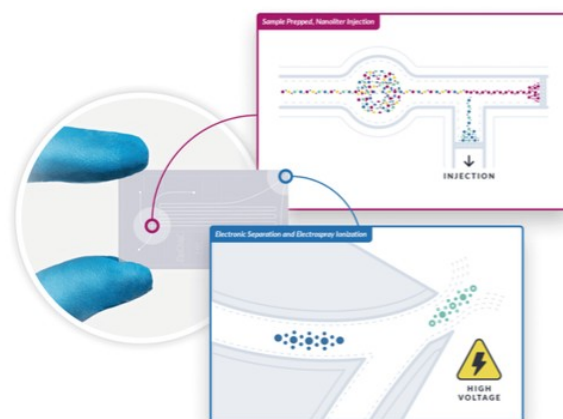 Sample Prepped, Nanoliter Injection
INJECTION
Electronic Separation and Electrospray Ionization
HIGH
VOLTAGE